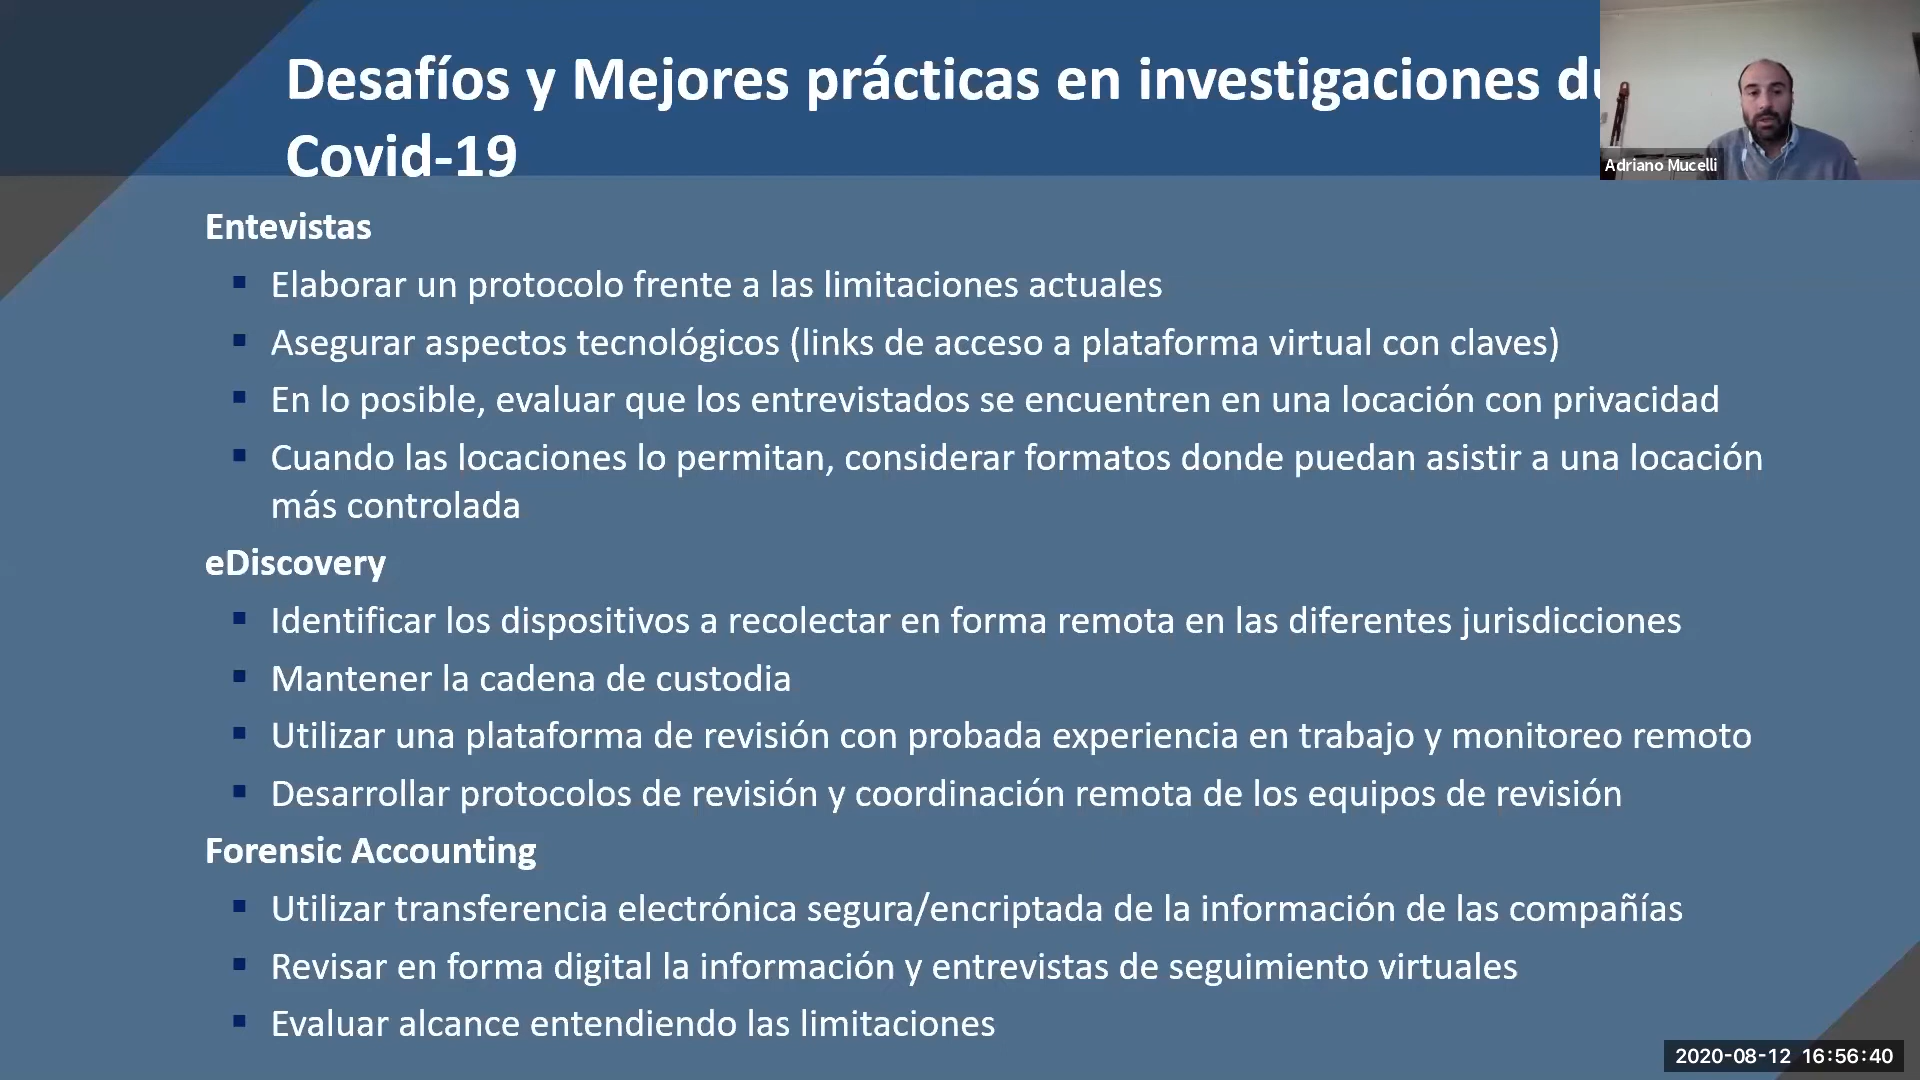 Desafíos y Mejores prácticas en investigaciones
Covid-19
Adriano Mucelli
Entevistas
Elaborar un protocolo frente a las limitaciones actuales
Asegurar aspectos tecnológicos (links de acceso a plataforma virtual con claves)
En lo posible, evaluar que los entrevistados se encuentren en una locación con privacidad
Cuando las locaciones lo permitan, considerar formatos donde puedan asistir a una locación
más controlada
eDiscovery
Identificar los dispositivos a recolectar en forma remota en las diferentes jurisdicciones
Mantener la cadena de custodia
Utilizar una plataforma de revisión con probada experiencia en trabajo y monitoreo remoto
Desarrollar protocolos de revisión y coordinación remota de los equipos de revisión
Forensic Accounting
Utilizar transferencia electrónica segura/encriptada de la información de las compañías
Revisar en forma digital la información y entrevistas de seguimiento virtuales
Evaluar alcance entendiendo las limitaciones
2020-08-12 16:56:40